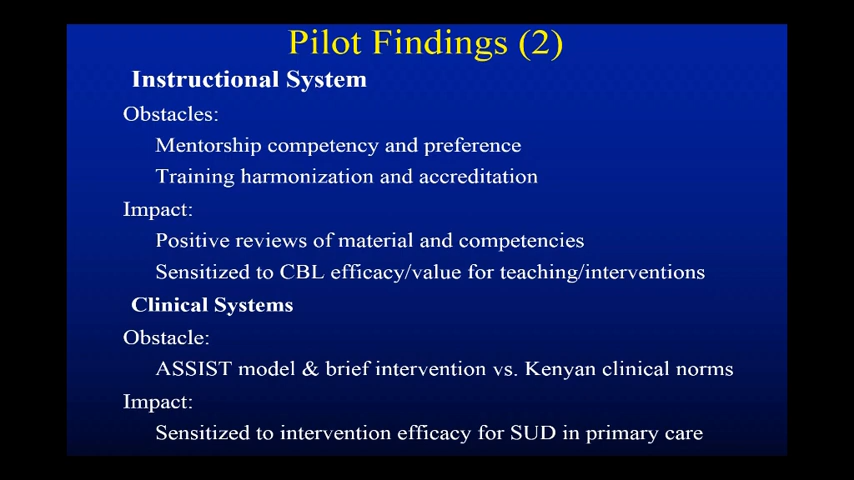 Pilot Findings (2)
Instructional System
Obstacles:
Mentorship competency and preference
Training harmonization and accreditation
Impact:
Positive reviews of material and competencies
Sensitized to CBL efficacy/value for teaching/interventions
Clinical Systems
Obstacle:
ASSIST model & brief intervention vs. Kenyan clinical norms
Impact:
Sensitized to intervention efficacy for SUD in primary care